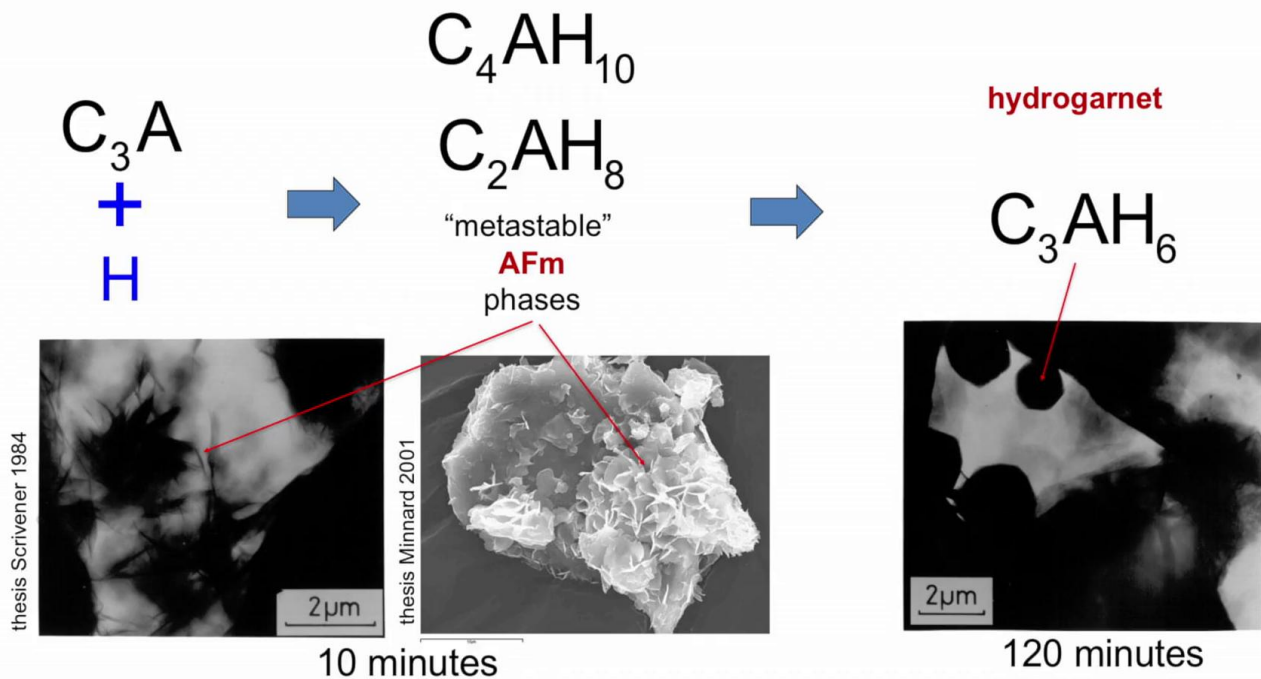 C₃A
+
H
C₄AH₁₀
C₂AH₈
“metastable”
AFm
phases
hydrogarnet
C₃AH₆
thesis Scrivener 1984
2μm
thesis Minnard 2001
10 minutes
2μm
120 minutes